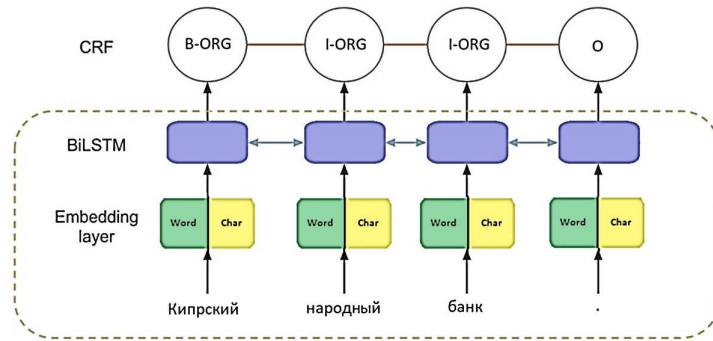 CRF B-ORG I-ORG I-ORG O
BiLSTM
Embedding
layer
Word Char Word Char Word Char Word Char
Кипрский народный банк .